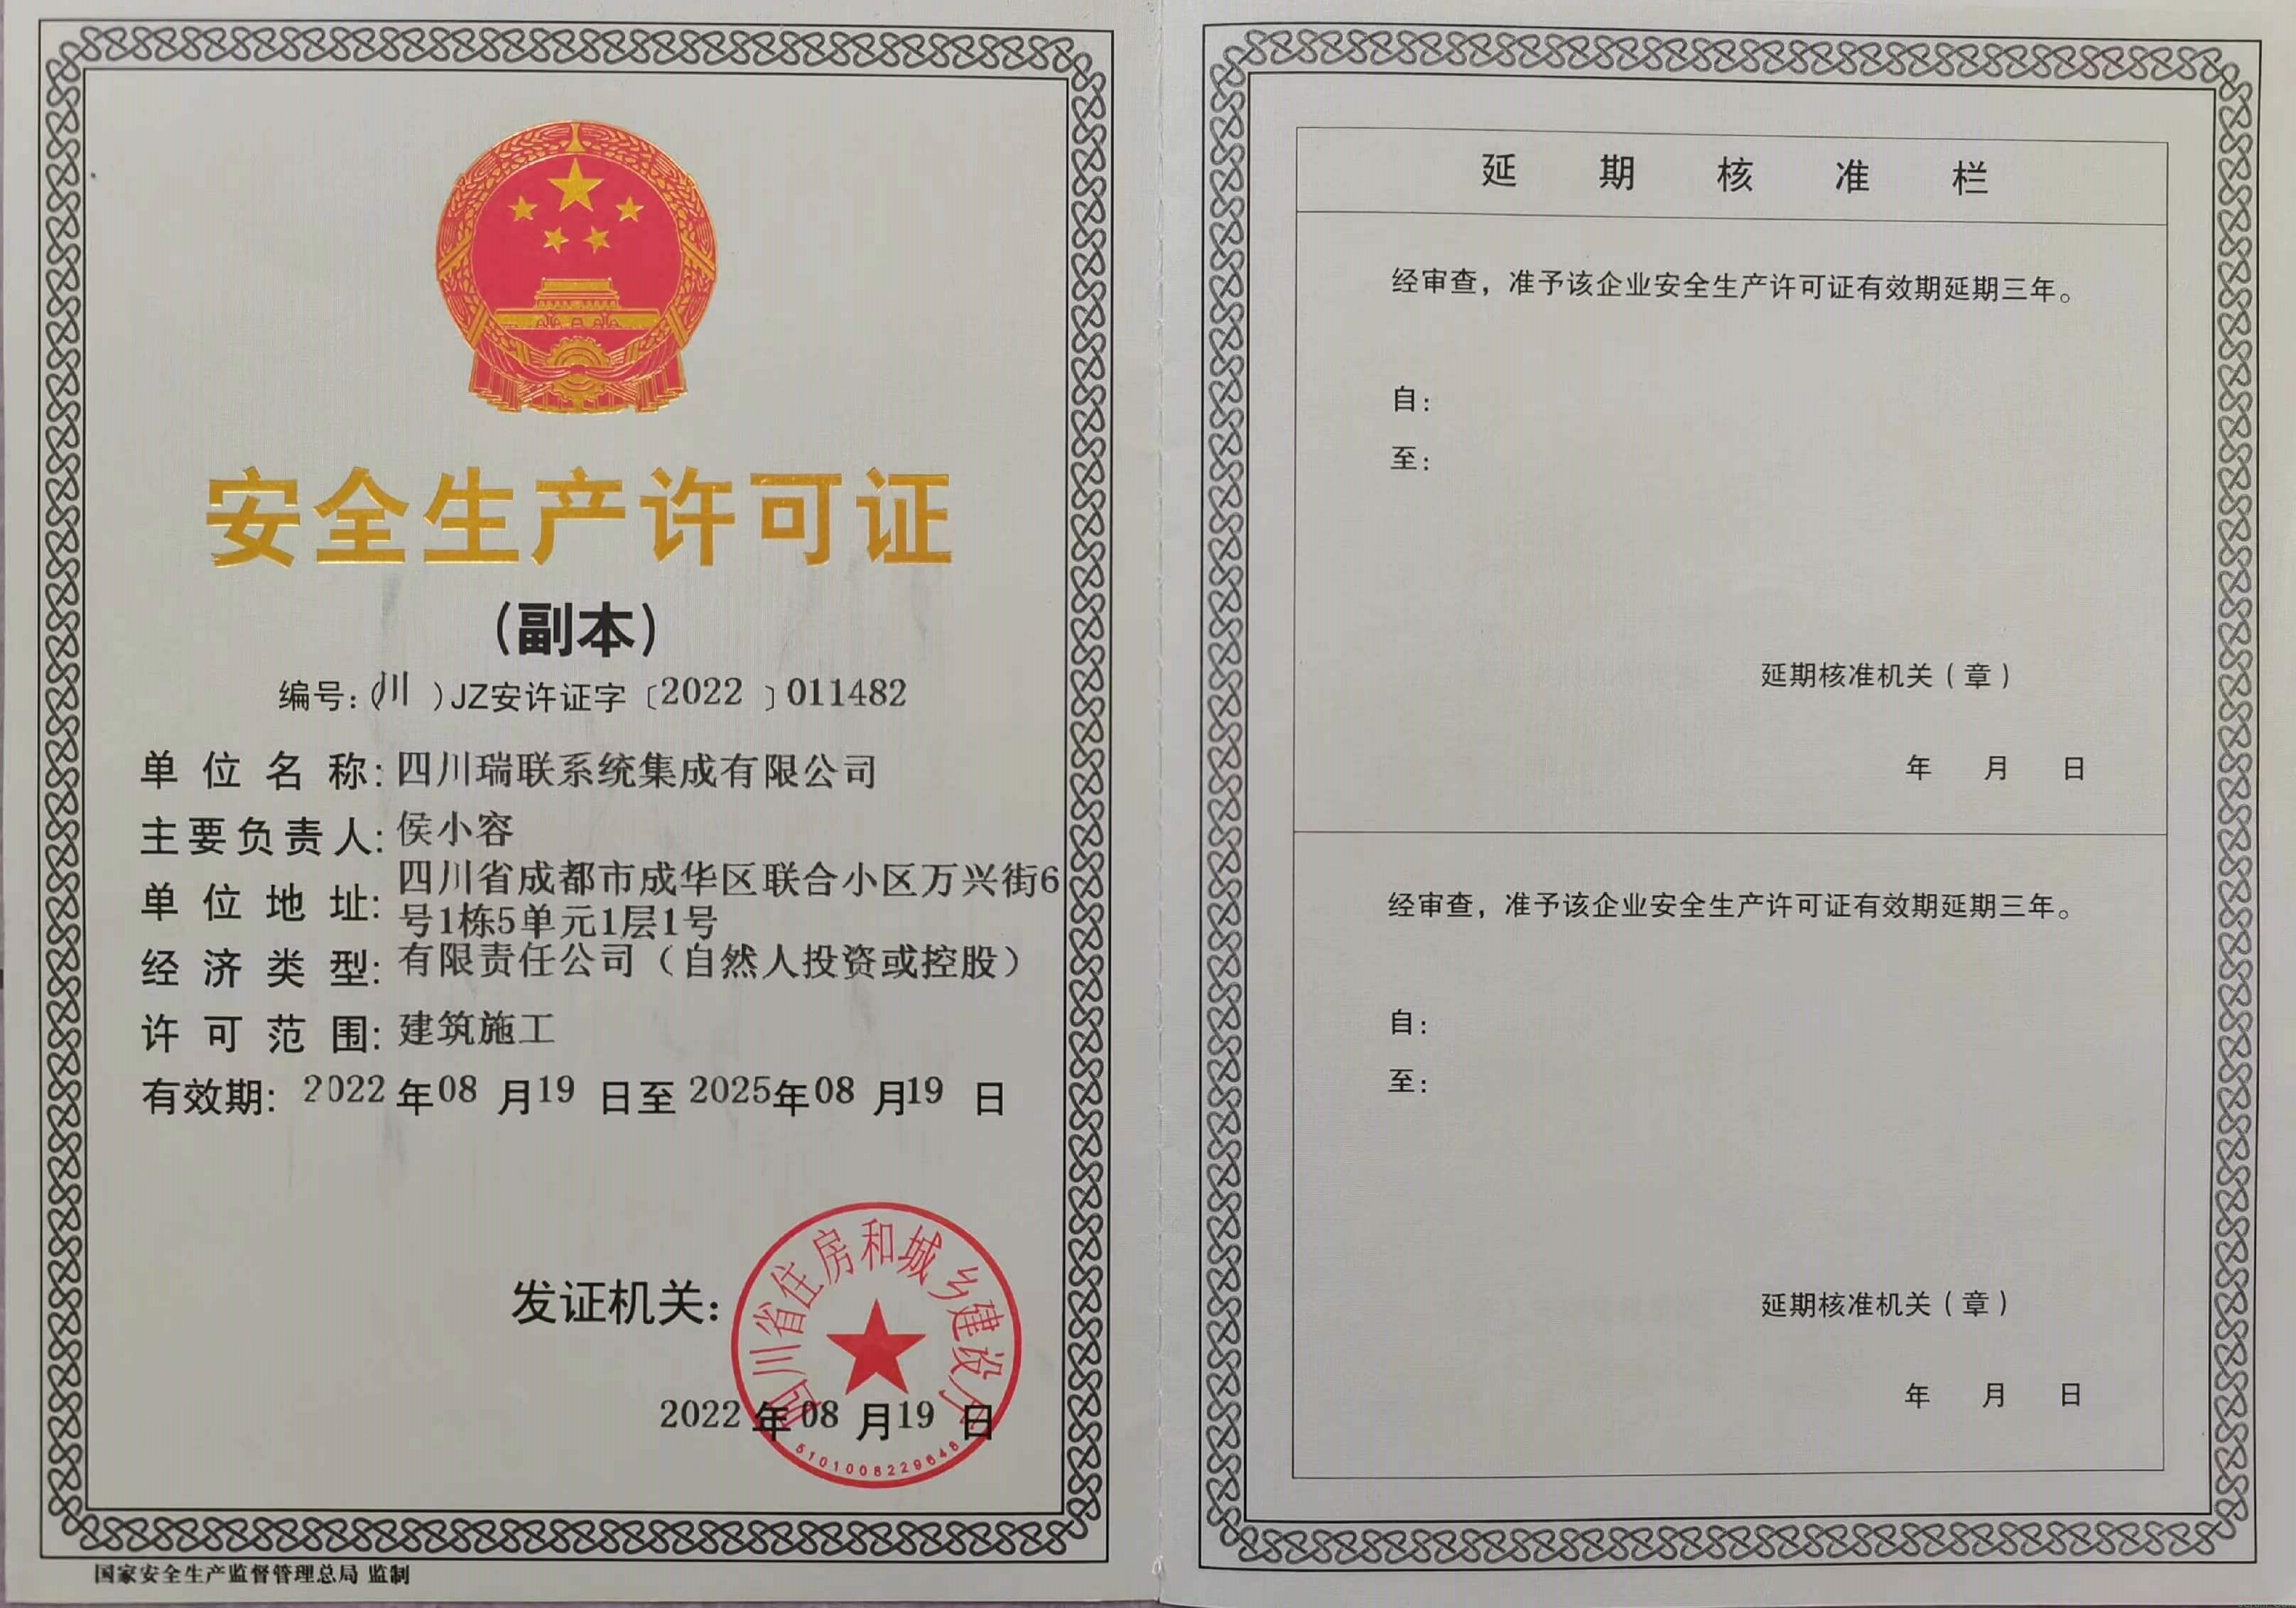 安全生产许可证
(副本)
编号:(川)JZ安许证字〔2022〕011482
单位名称:四川瑞联系统集成有限公司
主要负责人:侯小容
单位地址:四川省成都市成华区联合小区万兴街6
号1栋5单元1层1号
经济类型:有限责任公司（自然人投资或控股）
许可范围:建筑施工
有效期:2022年08月19日至2025年08月19日
发证机关:
四川省住房和城乡建设厅
2022年08月19日
5101008229648
国家安全生产监督管理总局 监制
延期核准栏
经审查，准予该企业安全生产许可证有效期延期三年。
自:
至:
延期核准机关（章）
年 月 日
经审查，准予该企业安全生产许可证有效期延期三年。
自:
至:
延期核准机关（章）
年 月 日